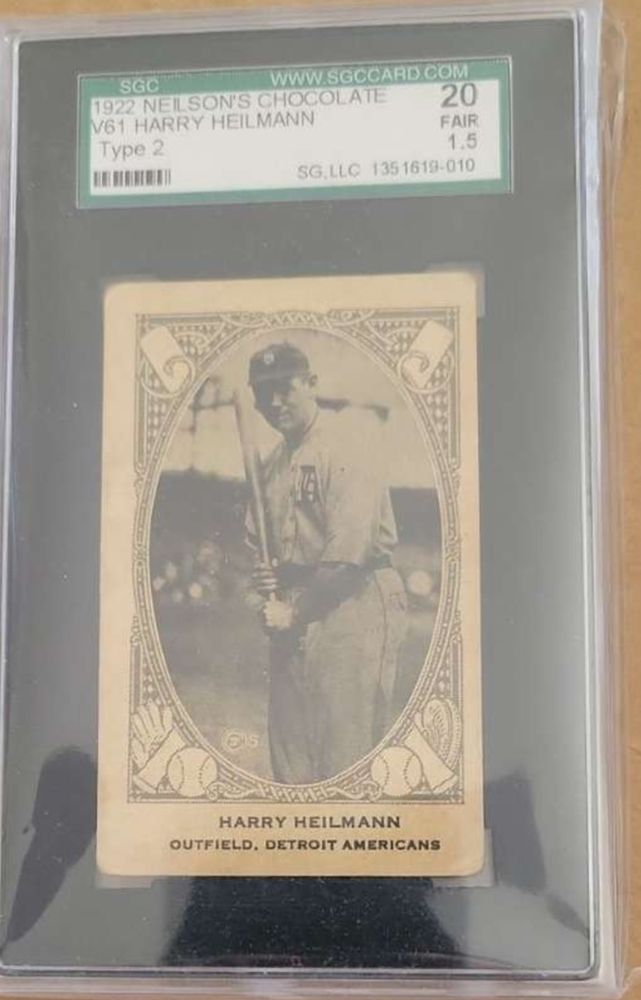 SGC WWW.SGCCARD.COM
1922 NEILSON'S CHOCOLATE 20
V61 HARRY HEILMANN FAIR
Type 2 1.5
SG,LLC 1351619-010
HARRY HEILMANN
OUTFIELD, DETROIT AMERICANS